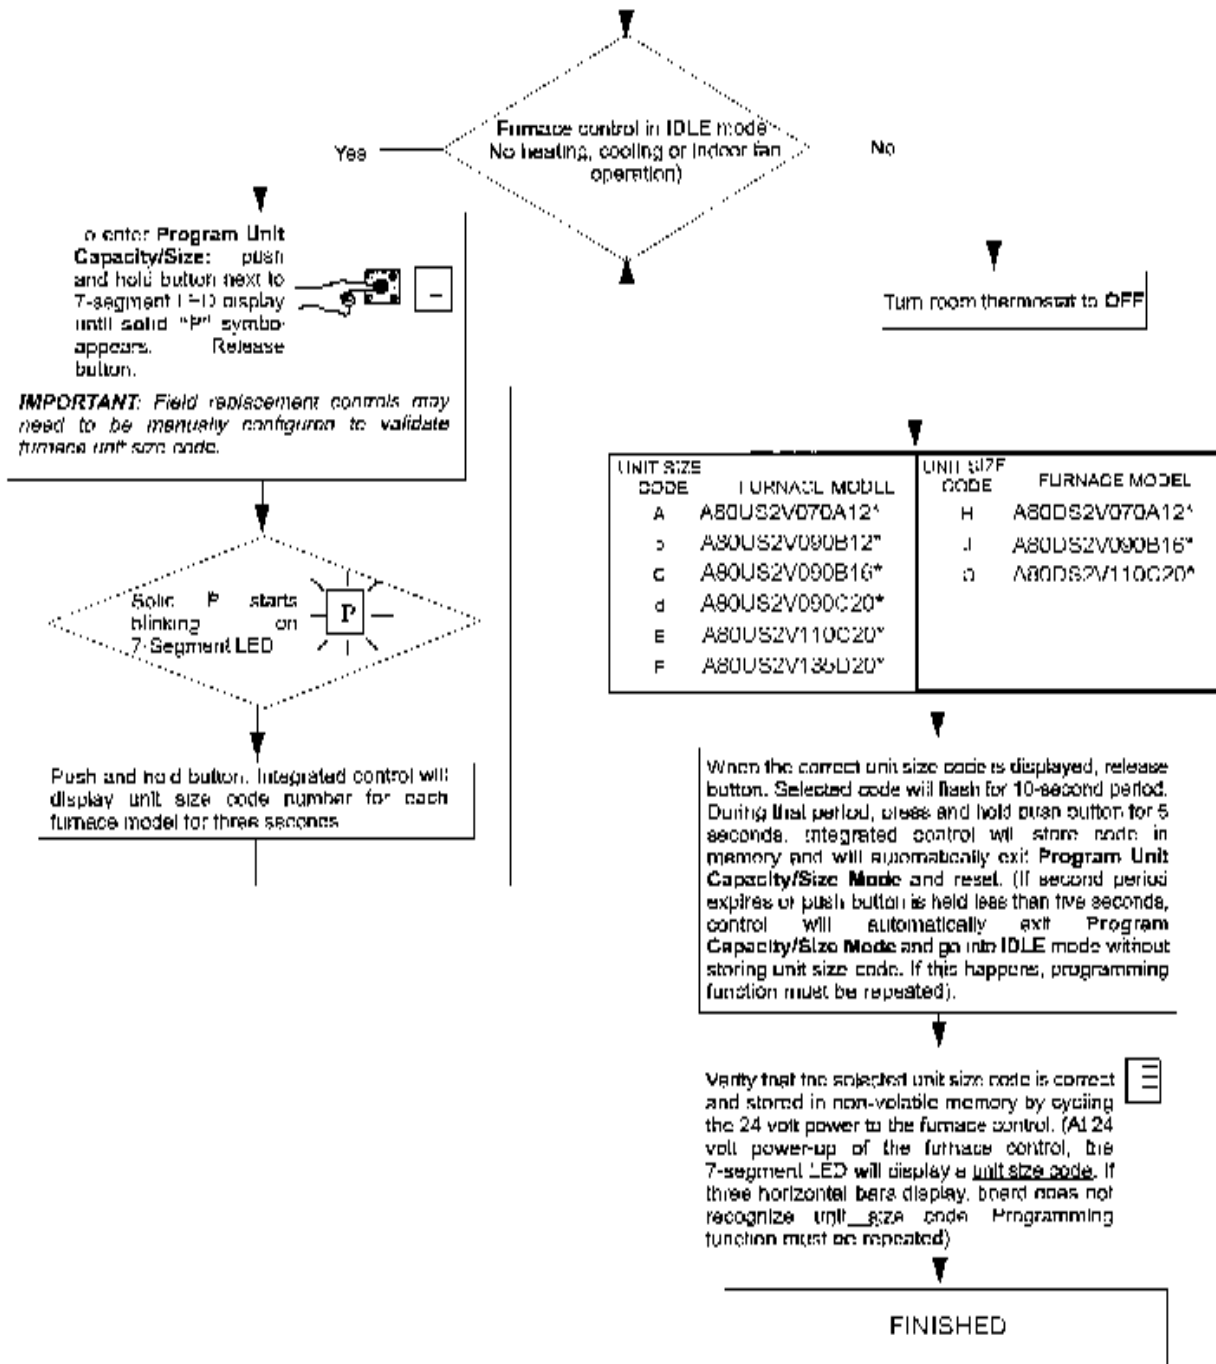 Furnace control in IDLE mode
No heating, cooling or indoor fan
operation)
Yes
No
o enter Program Unit
Capacity/Size: push
and hold button next to
7-segment LED display
until solid "P" symbo
appears. Release
button.
IMPORTANT: Field replacement controls may
need to be manually configured to validate
furnace unit size code.
Turn room thermostat to OFF
Solid P starts
blinking on
7-Segment LED
P
Push and hold button. Integrated control will
display unit size code number for each
furnace model for three seconds
UNIT SIZE
CODE FURNACE MODEL
A A80US2V070A12*
b A80US2V090B12*
C A80US2V090B16*
d A80US2V090C20*
E A80US2V110C20*
F A80US2V135D20*
UNIT SIZE
CODE FURNACE MODEL
H A80DS2V070A12*
J A80DS2V090B16*
A80DS2V110C20*
When the correct unit size code is displayed, release
button. Selected code will flash for 10-second period.
During that period, press and hold push button for 5
seconds. Integrated control will store code in
memory and will automatically exit Program Unit
Capacity/Size Mode and reset. (If second period
expires or push button is held less than five seconds,
control will automatically exit Program
Capacity/Size Mode and go into IDLE mode without
storing unit size code. If this happens, programming
function must be repeated).
Verify that the selected unit size code is correct
and stored in non-volatile memory by cycling
the 24 volt power to the furnace control. (At 24
volt power-up of the furnace control, the
7-segment LED will display a unit size code. If
three horizontal bars display, board does not
recognize unit size code Programming
function must be repeated)
FINISHED